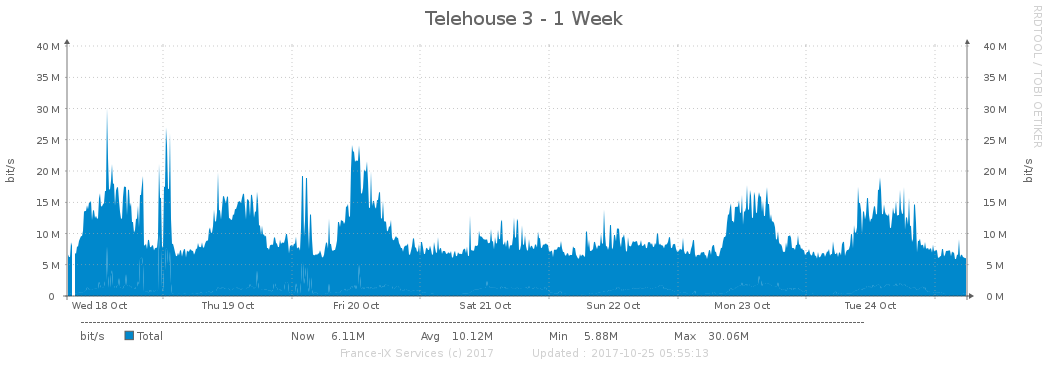 Telehouse 3 - 1 Week
RRDTOOL / TOBI OETIKER
bit/s
bit/s
40 M 40 M
35 M 35 M
30 M 30 M
25 M 25 M
20 M 20 M
15 M 15 M
10 M 10 M
5 M 5 M
0 0 M
Wed 18 Oct Thu 19 Oct Fri 20 Oct Sat 21 Oct Sun 22 Oct Mon 23 Oct Tue 24 Oct
bit/s Total Now 6.11M Avg 10.12M Min 5.88M Max 30.06M
France-IX Services (c) 2017 Updated : 2017-10-25 05:55:13